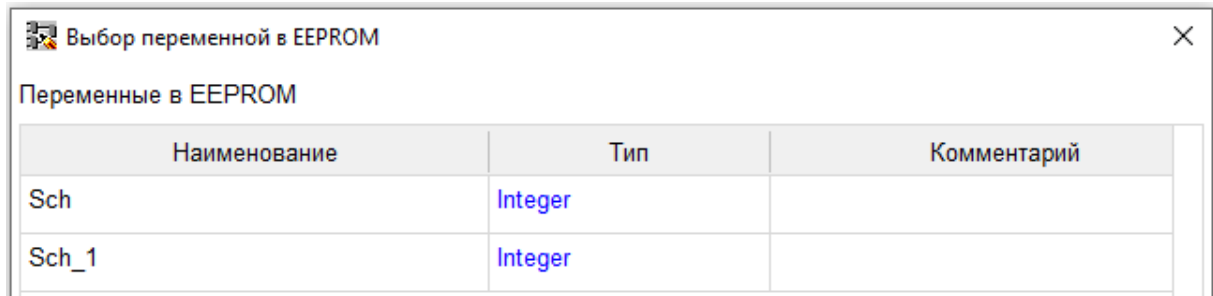 Выбор переменной в EEPROM
Переменные в EEPROM
Наименование Тип Комментарий
Sch Integer
Sch_1 Integer